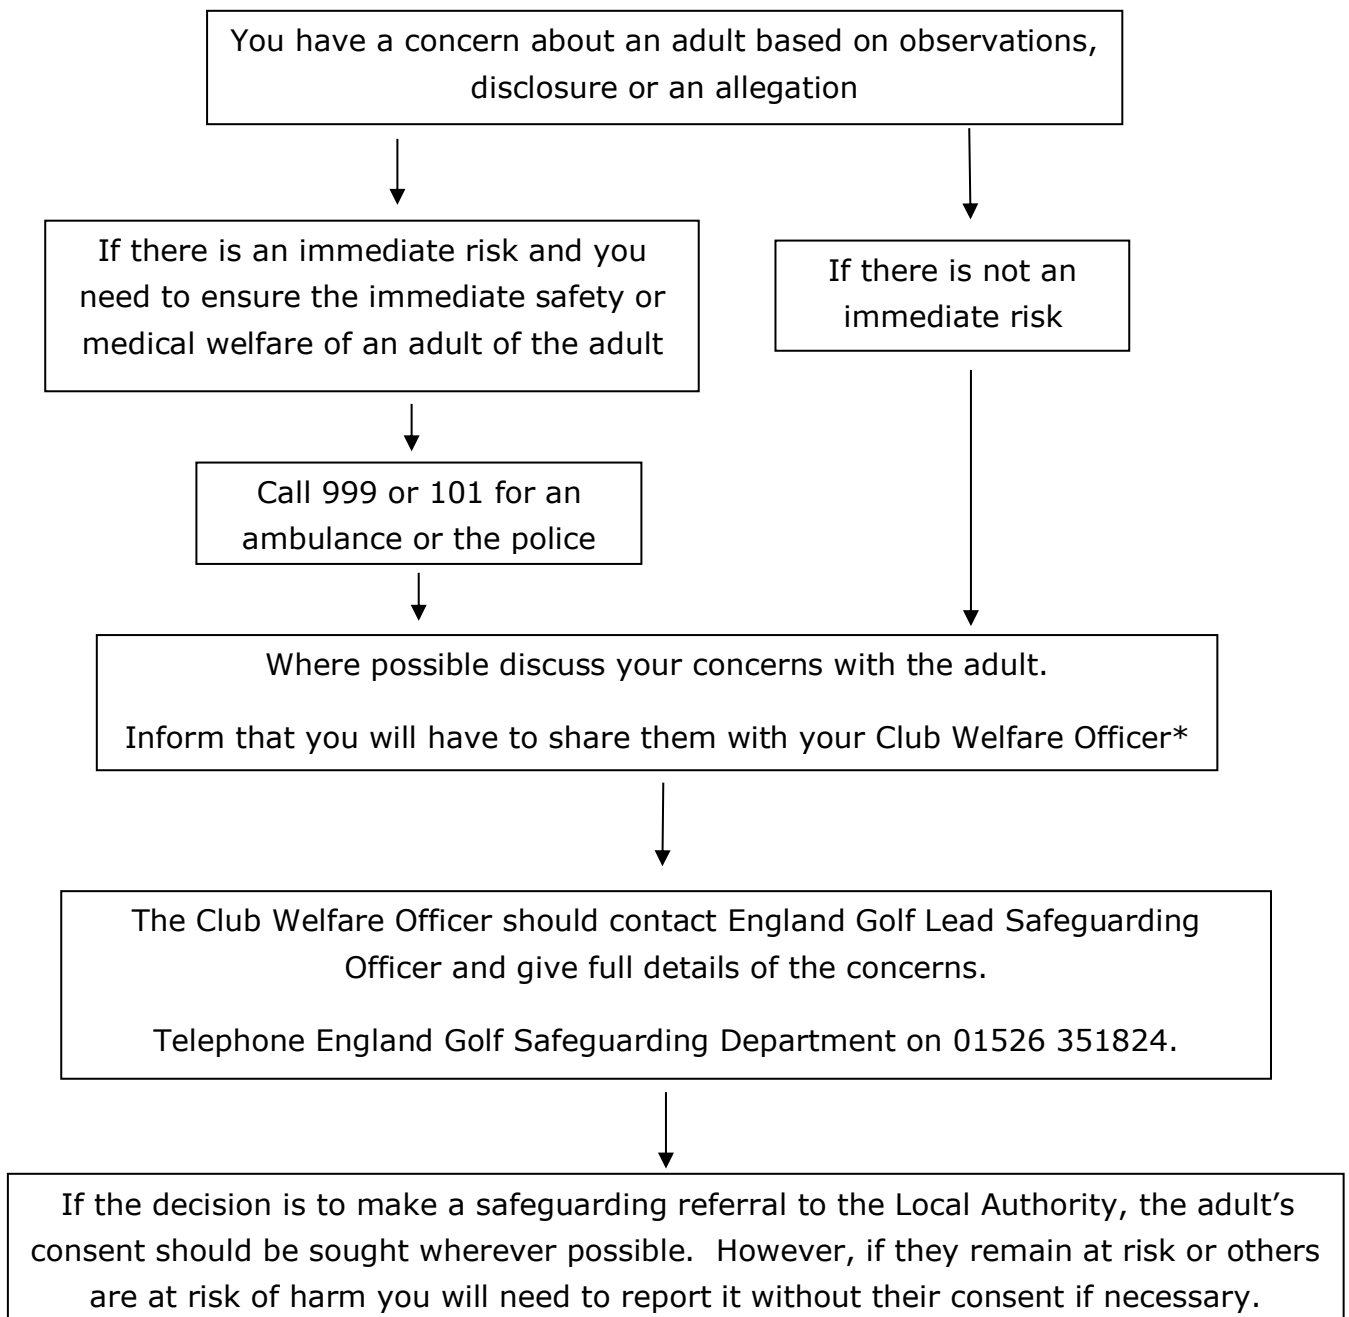 You have a concern about an adult based on observations,
disclosure or an allegation
If there is an immediate risk and you
need to ensure the immediate safety or
medical welfare of an adult of the adult
If there is not an
immediate risk
Call 999 or 101 for an
ambulance or the police
Where possible discuss your concerns with the adult.
Inform that you will have to share them with your Club Welfare Officer*
The Club Welfare Officer should contact England Golf Lead Safeguarding
Officer and give full details of the concerns.
Telephone England Golf Safeguarding Department on 01526 351824.
If the decision is to make a safeguarding referral to the Local Authority, the adult’s
consent should be sought wherever possible.  However, if they remain at risk or others
are at risk of harm you will need to report it without their consent if necessary.